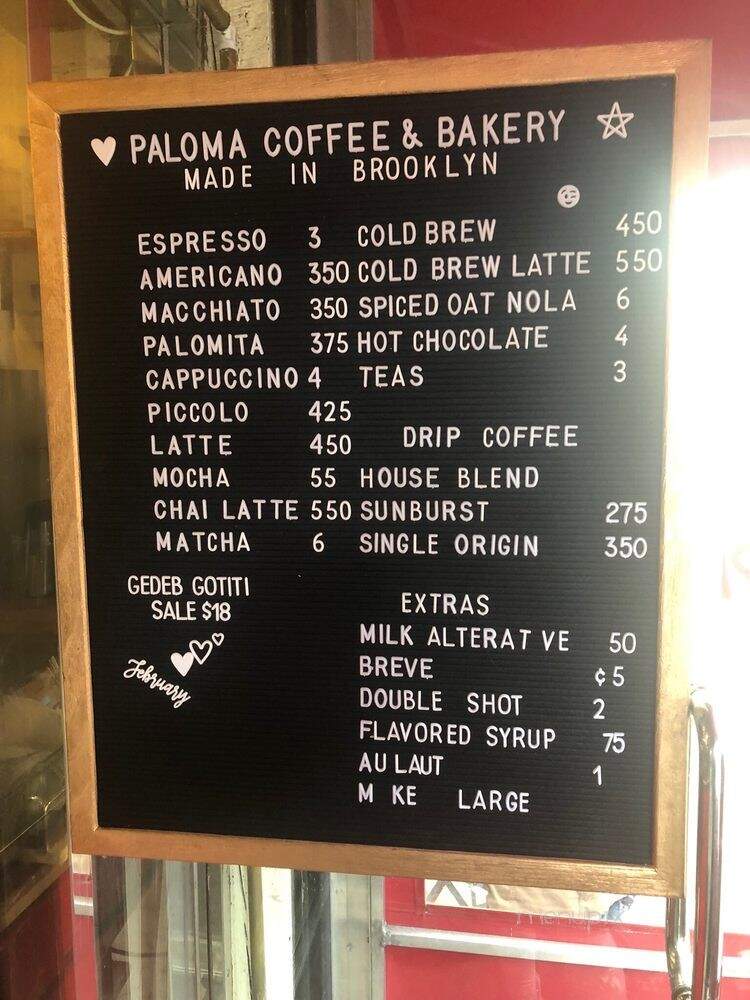 PALOMA COFFEE & BAKERY
MADE IN BROOKLYN
ESPRESSO 3
AMERICANO 350
MACCHIATO 350
PALOMITA 375
CAPPUCCINO 4
PICCOLO 425
LATTE 450
MOCHA 55
CHAI LATTE 550
MATCHA 6
GEDEB GOTITI
SALE $18
February
COLD BREW 450
COLD BREW LATTE 550
SPICED OAT NOLA 6
HOT CHOCOLATE 4
TEAS 3
DRIP COFFEE
HOUSE BLEND
SUNBURST 275
SINGLE ORIGIN 350
EXTRAS
MILK ALTERAT VE 50
BREVE ¢5
DOUBLE SHOT 2
FLAVORED SYRUP 75
AU LAUT 1
M KE LARGE